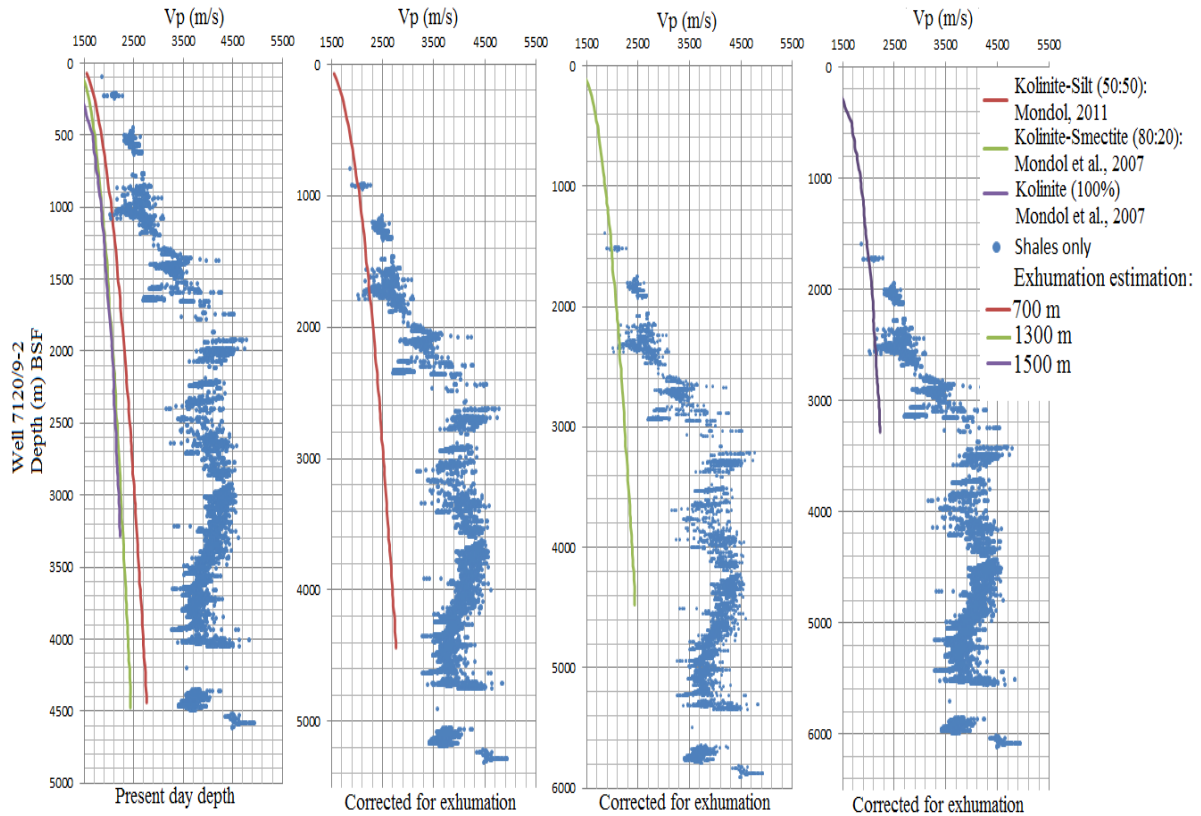 Vp (m/s)
1500 2500 3500 4500 5500
0
500
1000
1500
2000
2500
3000
3500
4000
4500
5000
Well 7120/9-2
Depth (m) BSF
Present day depth
Vp (m/s)
1500 2500 3500 4500 5500
0
1000
2000
3000
4000
5000
Corrected for exhumation
Vp (m/s)
1500 2500 3500 4500 5500
0
1000
2000
3000
4000
5000
6000
Corrected for exhumation
Vp (m/s)
1500 2500 3500 4500 5500
0
1000
2000
3000
4000
5000
6000
Corrected for exhumation
Kolinite-Silt (50:50):
Mondol, 2011
Kolinite-Smectite (80:20):
Mondol et al., 2007
Kolinite (100%)
Mondol et al., 2007
Shales only
Exhumation estimation:
700 m
1300 m
1500 m